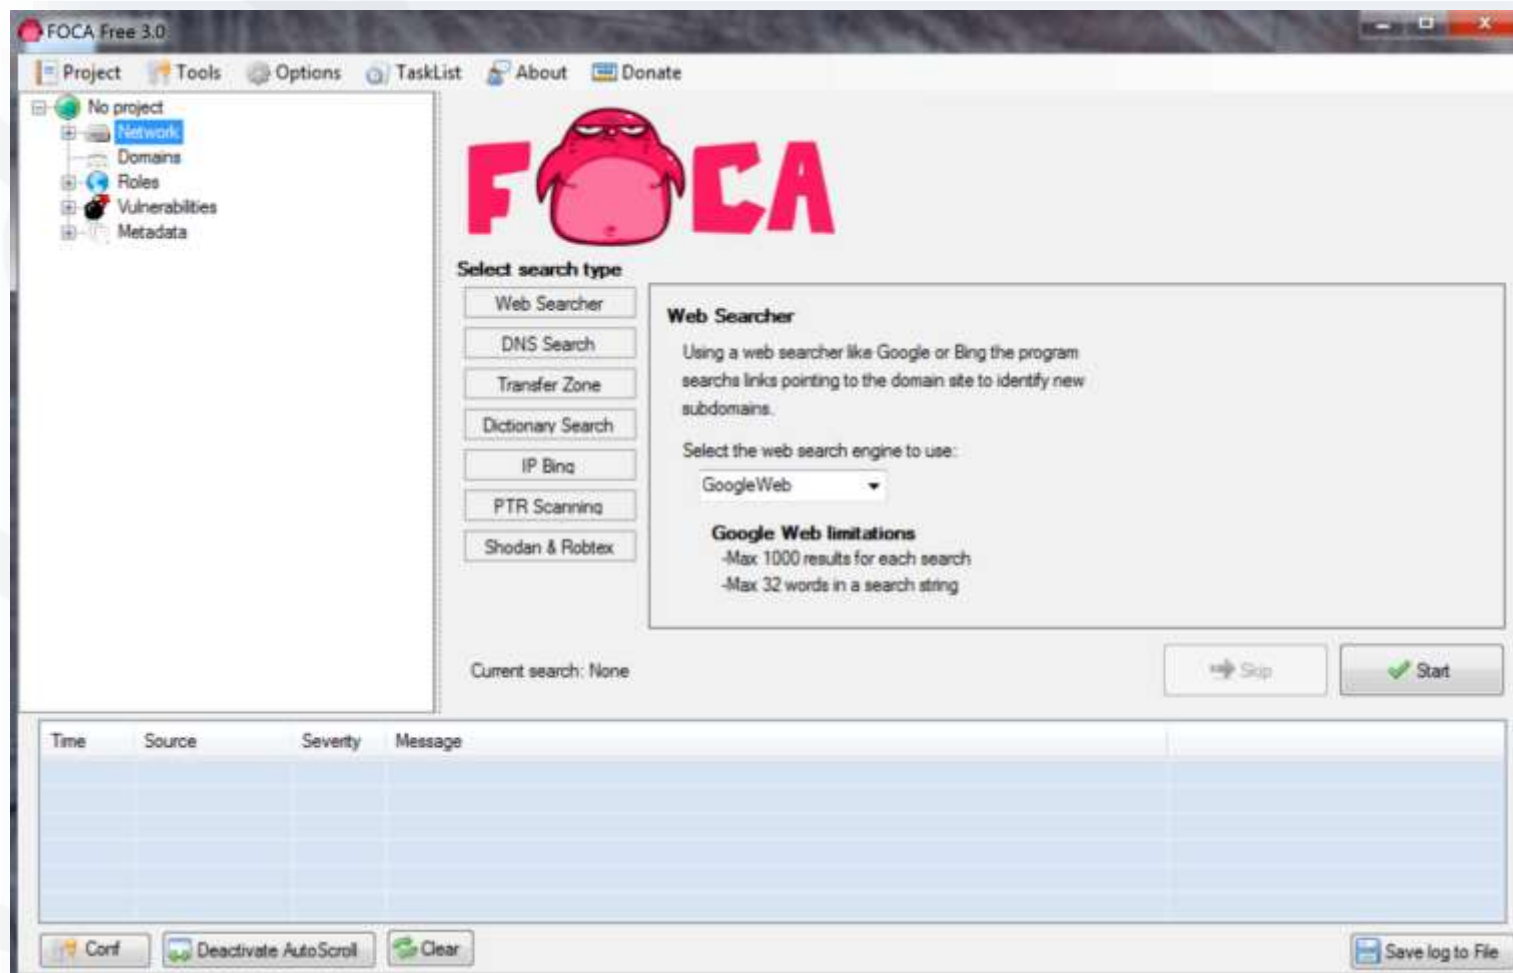 FOCA Free 3.0
Project Tools Options TaskList About Donate
No project
Network
Domains
Roles
Vulnerabilities
Metadata
FOCA
Select search type
Web Searcher
DNS Search
Transfer Zone
Dictionary Search
IP Bing
PTR Scanning
Shodan & Robtex
Web Searcher
Using a web searcher like Google or Bing the program
searchs links pointing to the domain site to identify new
subdomains.
Select the web search engine to use:
GoogleWeb
Google Web limitations
-Max 1000 results for each search
-Max 32 words in a search string
Current search: None
Skip
Start
Time Source Severity Message
Conf Deactivate AutoScroll Clear Save log to File